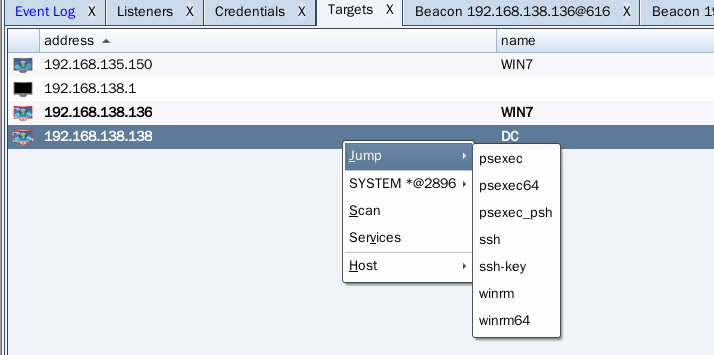 Event Log X Listeners X Credentials X Targets X Beacon 192.168.138.136@616 X Beacon 19
address name
192.168.135.150 WIN7
192.168.138.1
192.168.138.136 WIN7
192.168.138.138 DC
Jump
SYSTEM *@2896
Scan
Services
Host
psexec
psexec64
psexec_psh
ssh
ssh-key
winrm
winrm64